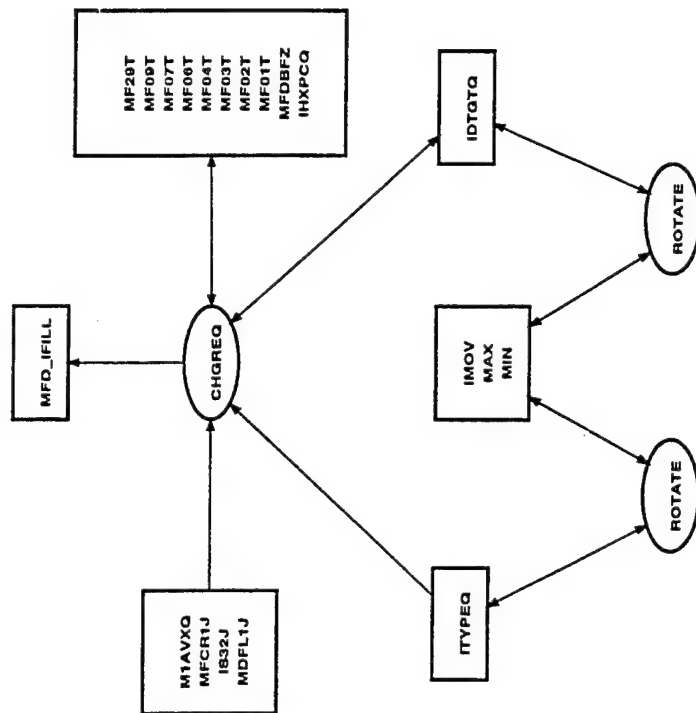 MFD_IFILL
M1AVXQ
MFCR1J
IS32J
MDFL1J
CHGREQ
MF29T
MF09T
MF07T
MF06T
MF04T
MF03T
MF02T
MF01T
MFDBFZ
IHXPCQ
ITYPEQ
IMOV
MAX
MIN
IDTGTQ
ROTATE
ROTATE